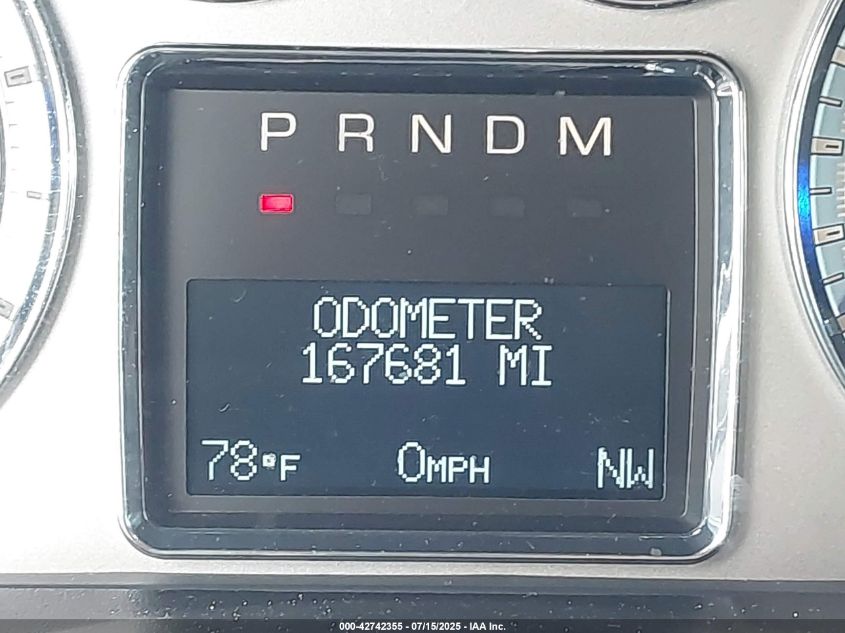 P R N D M
ODOMETER
167681 MI
78°F 0MPH NW
000-42742355 - 07/15/2025 - IAA Inc.